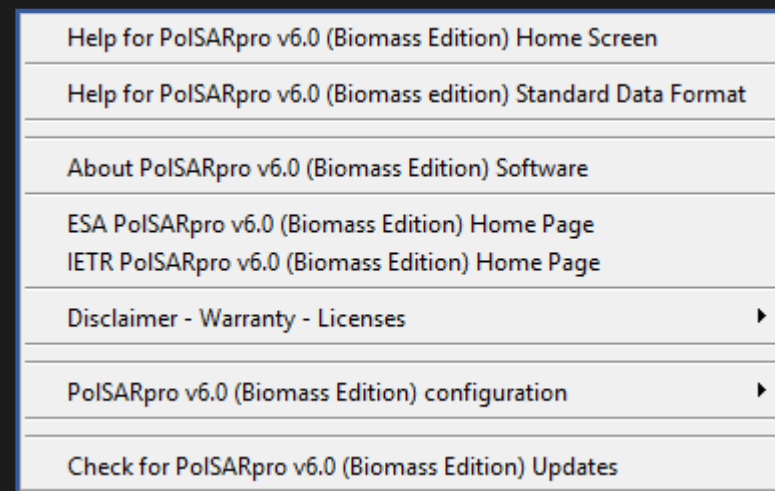 Help for PolSARpro v6.0 (Biomass Edition) Home Screen
Help for PolSARpro v6.0 (Biomass edition) Standard Data Format
About PolSARpro v6.0 (Biomass Edition) Software
ESA PolSARpro v6.0 (Biomass Edition) Home Page
IETR PolSARpro v6.0 (Biomass Edition) Home Page
Disclaimer - Warranty - Licenses
PolSARpro v6.0 (Biomass Edition) configuration
Check for PolSARpro v6.0 (Biomass Edition) Updates